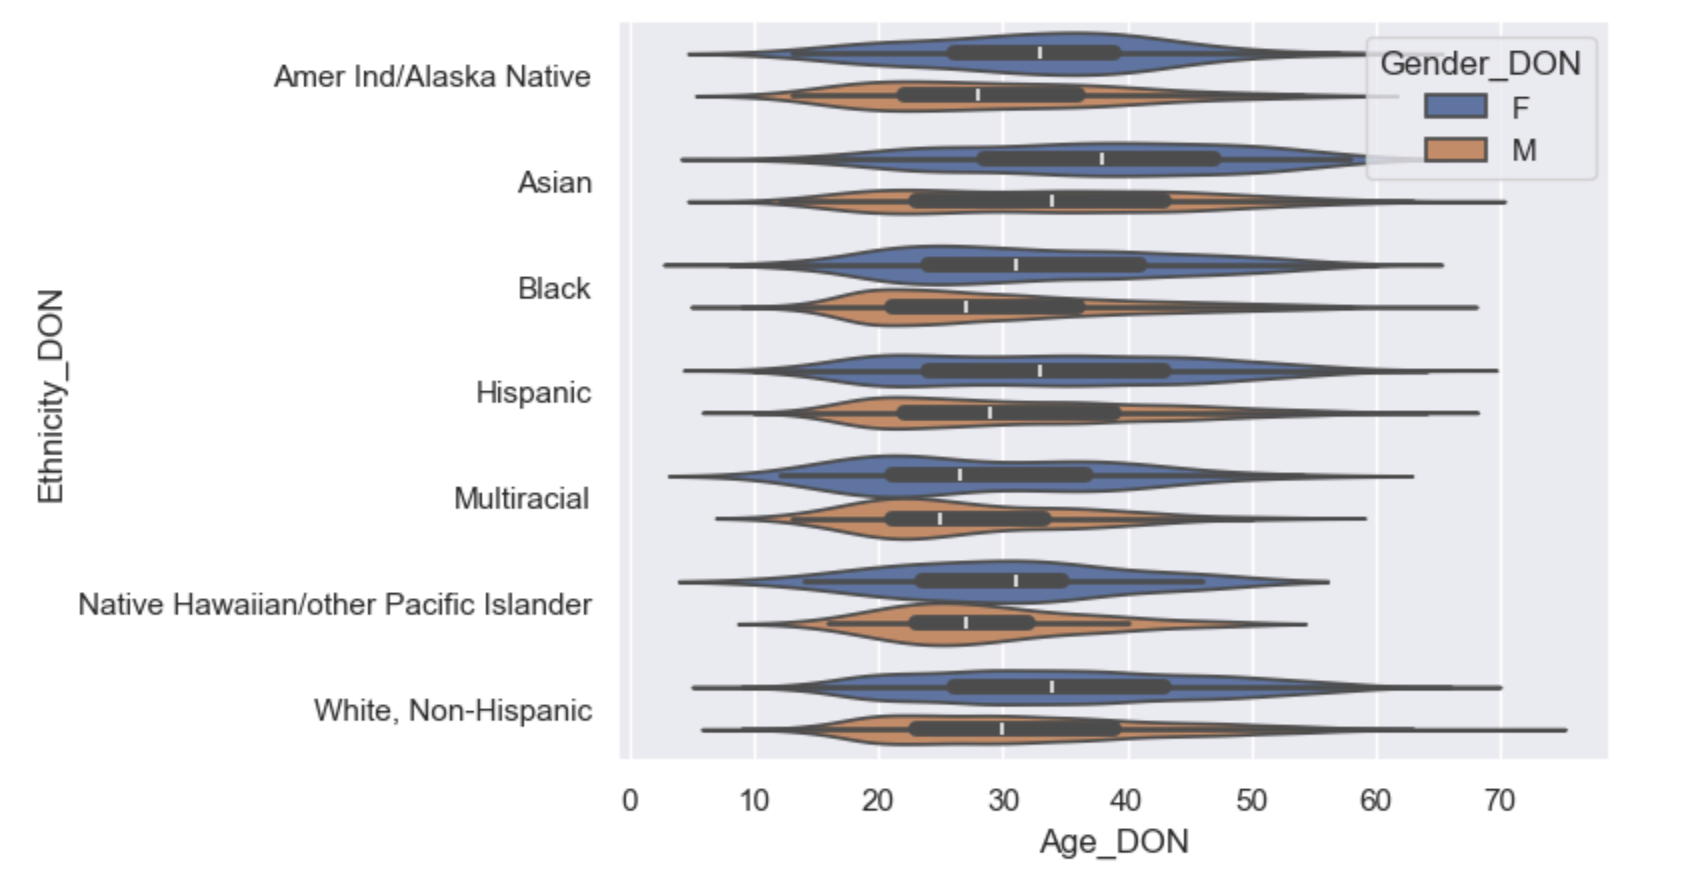 Gender_DON
F
M
Amer Ind/Alaska Native
Asian
Black
Hispanic
Multiracial
Native Hawaiian/other Pacific Islander
White, Non-Hispanic
Ethnicity_DON
0 10 20 30 40 50 60 70
Age_DON